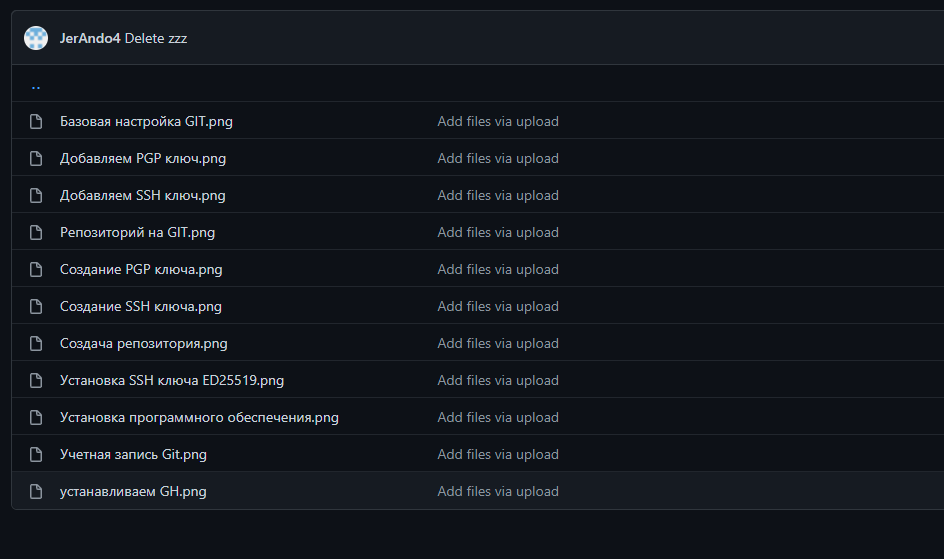 JerAndo4 Delete zzz
..
Базовая настройка GIT.png Add files via upload
Добавляем PGP ключ.png Add files via upload
Добавляем SSH ключ.png Add files via upload
Репозиторий на GIT.png Add files via upload
Создание PGP ключа.png Add files via upload
Создание SSH ключа.png Add files via upload
Создача репозитория.png Add files via upload
Установка SSH ключа ED25519.png Add files via upload
Установка программного обеспечения.png Add files via upload
Учетная запись Git.png Add files via upload
устанавливаем GH.png Add files via upload